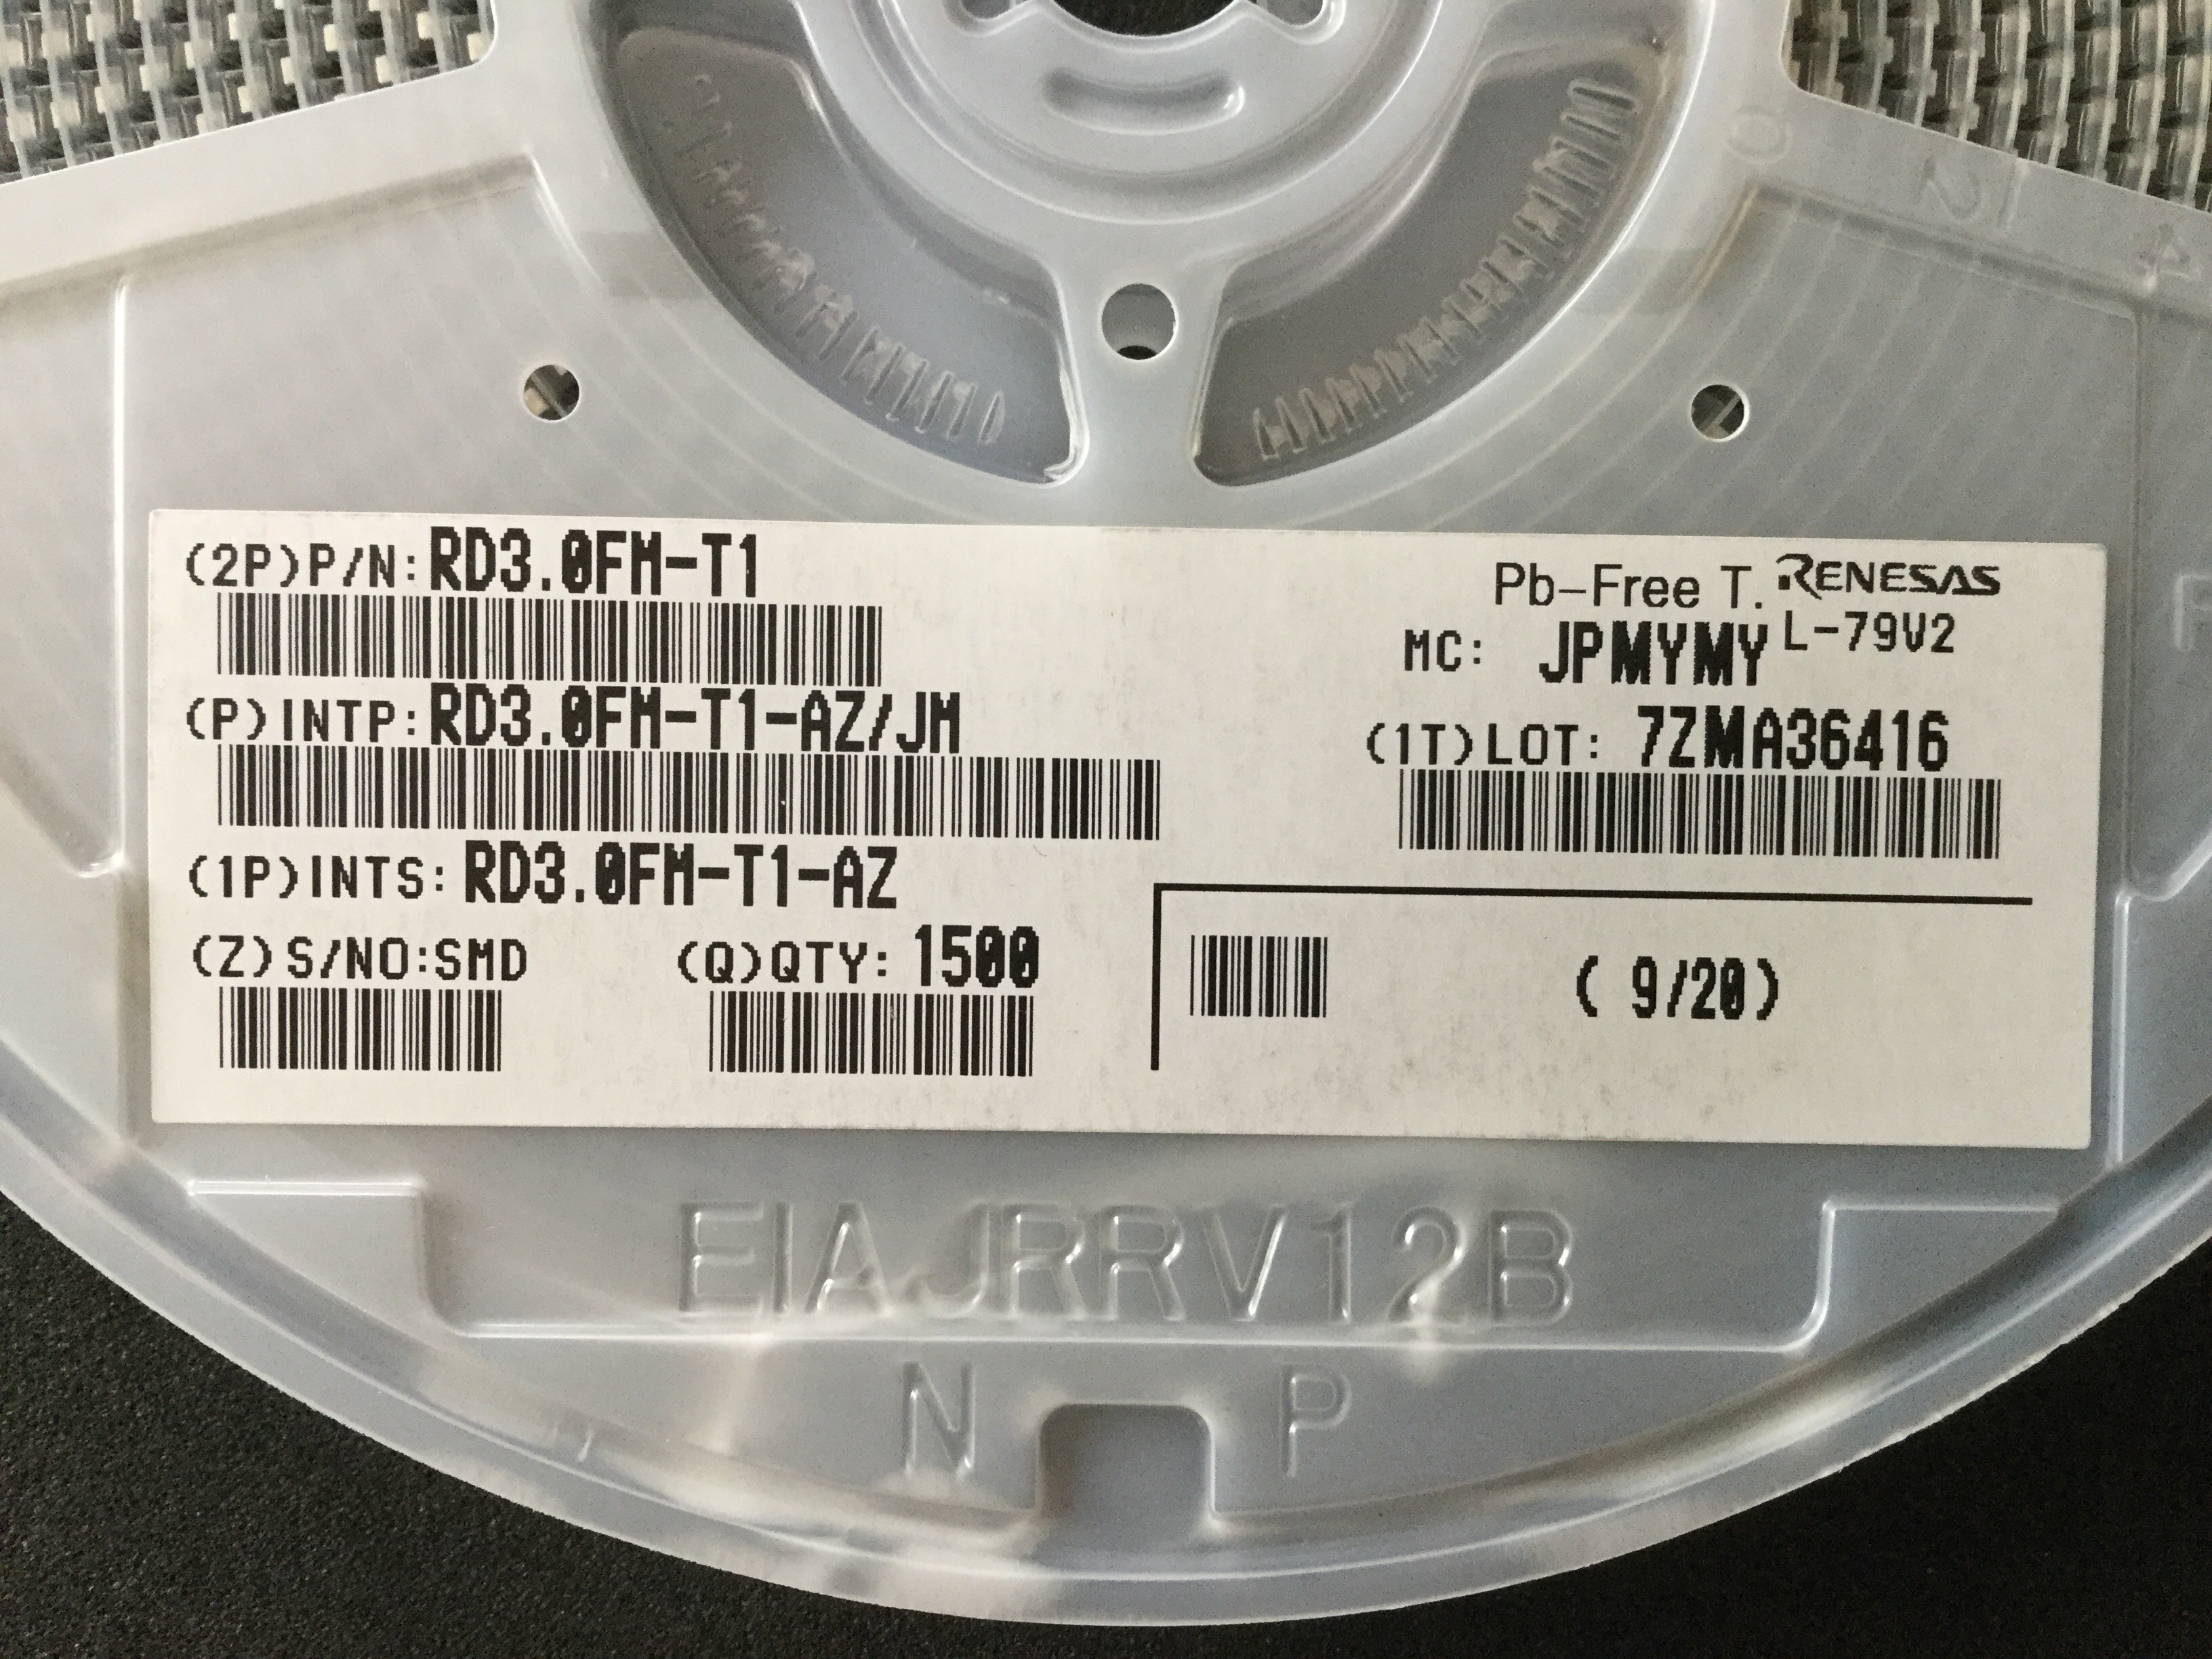 (2P)P/N:RD3.0FM-T1
(P)INTP:RD3.0FM-T1-AZ/JM
(1P)INTS:RD3.0FM-T1-AZ
(Z)S/NO:SMD
(Q)QTY: 1500
Pb-Free T. RENESAS
L-79V2
MC: JPMYMY
(1T)LOT: 7ZMA36416
( 9/20)
EIAJRRV12B
N P